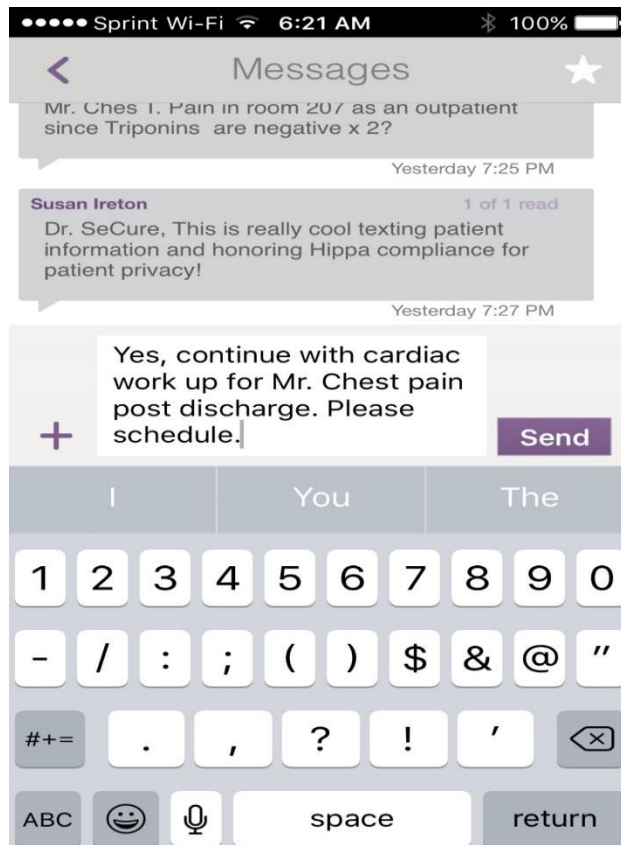 Sprint Wi-Fi 6:21 AM 100%
Messages
Mr. Ches T. Pain in room 207 as an outpatient
since Triponins are negative x 2?
Yesterday 7:25 PM
Susan Ireton 1 of 1 read
Dr. SeCure, This is really cool texting patient
information and honoring Hippa compliance for
patient privacy!
Yesterday 7:27 PM
Yes, continue with cardiac
work up for Mr. Chest pain
post discharge. Please
schedule.
Send
I You The
1 2 3 4 5 6 7 8 9 0
- / : ; ( ) $ & @ "
#+= . , ? ! '
ABC space return